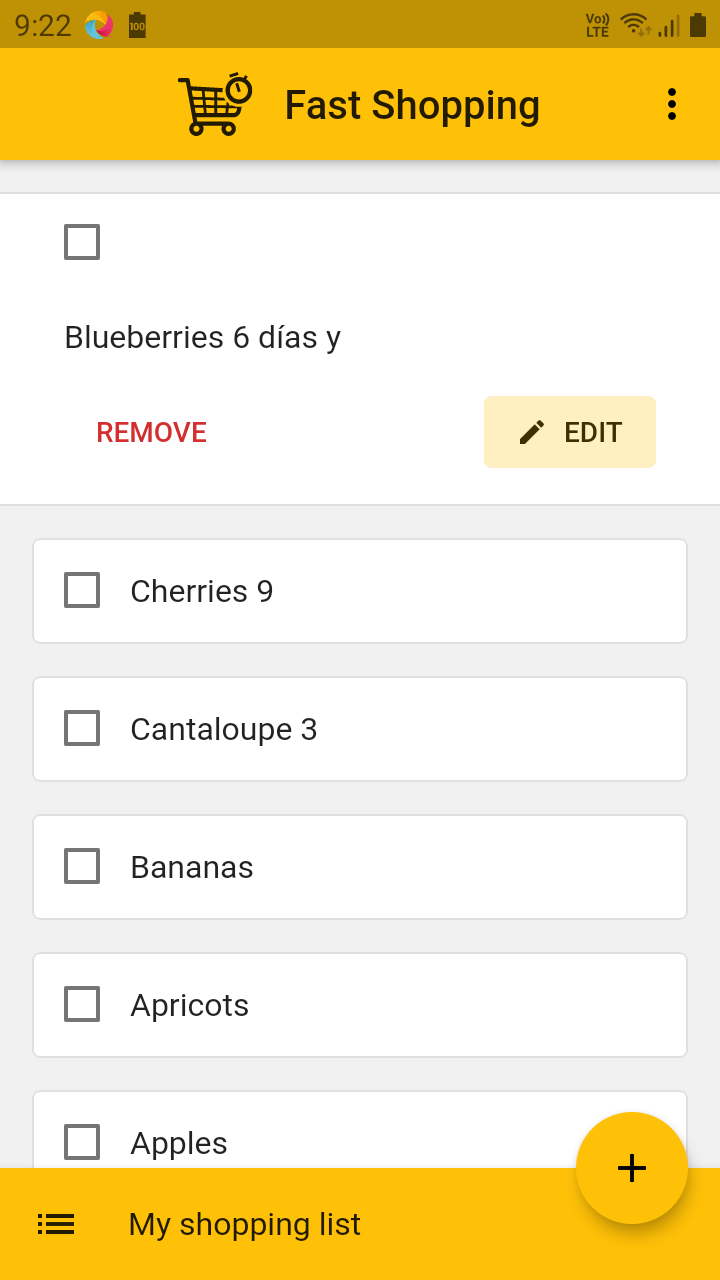 9:22
100
Vo)) LTE
Fast Shopping
Blueberries 6 días y
REMOVE
EDIT
Cherries 9
Cantaloupe 3
Bananas
Apricots
Apples
My shopping list